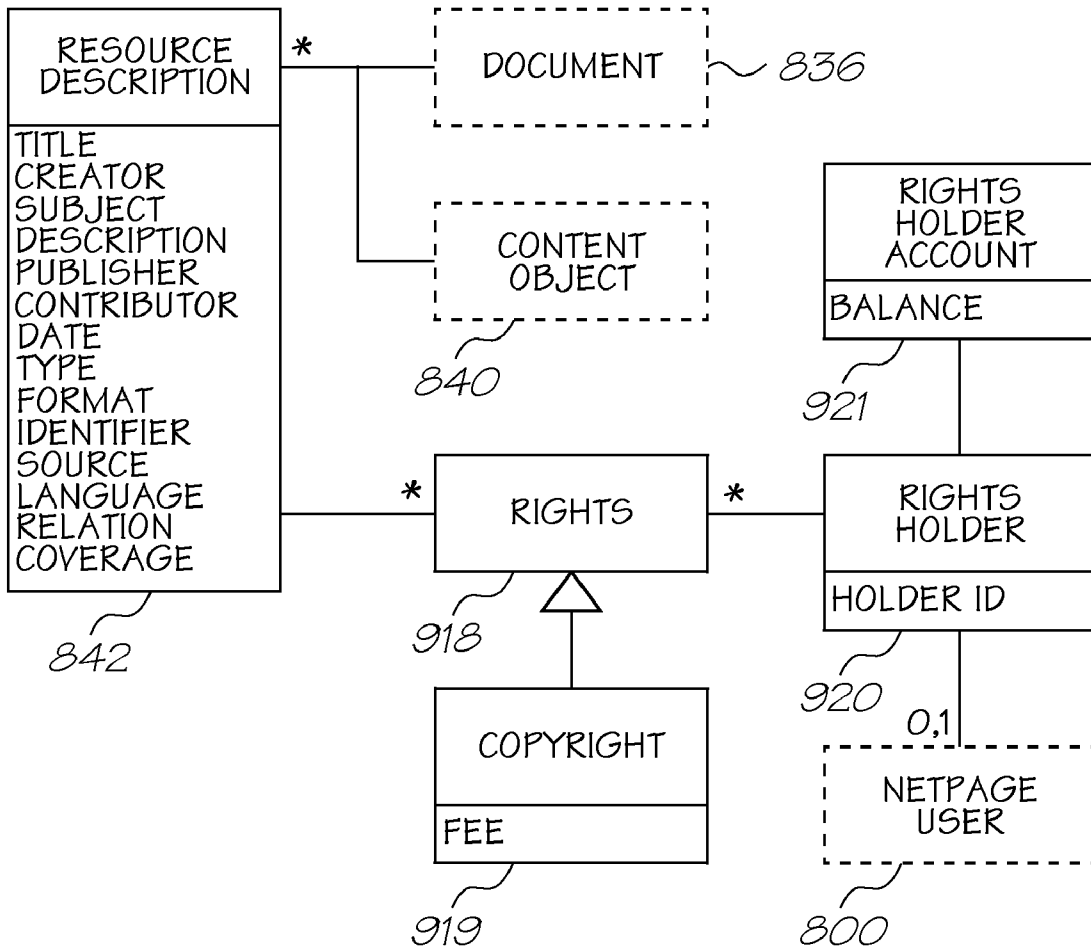 RESOURCE
DESCRIPTION
*
TITLE
CREATOR
SUBJECT
DESCRIPTION
PUBLISHER
CONTRIBUTOR
DATE
TYPE
FORMAT
IDENTIFIER
SOURCE
LANGUAGE
RELATION
COVERAGE
842
DOCUMENT
836
CONTENT
OBJECT
840
RIGHTS
HOLDER
ACCOUNT
BALANCE
921
*
RIGHTS
918
*
RIGHTS
HOLDER
HOLDER ID
920
COPYRIGHT
FEE
919
0,1
NETPAGE
USER
800